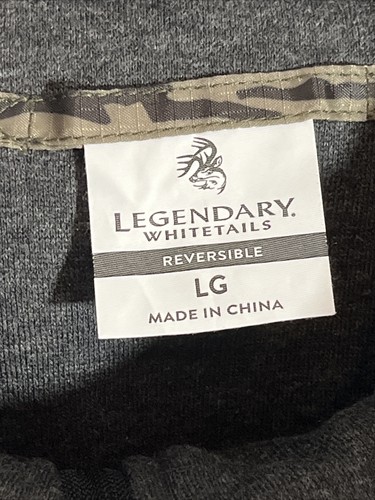 LEGENDARY.
WHITETAILS
REVERSIBLE
LG
MADE IN CHINA